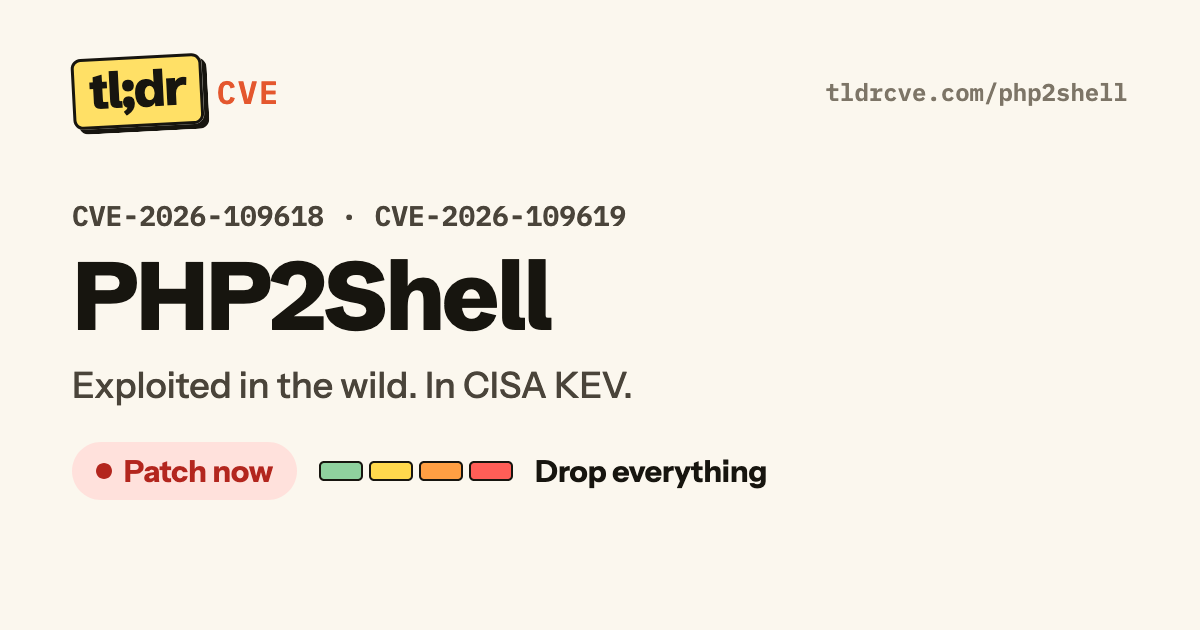 tl;dr CVE
tldrcve.com/php2shell
CVE-2026-109618 · CVE-2026-109619
PHP2Shell
Exploited in the wild. In CISA KEV.
Patch now
Drop everything